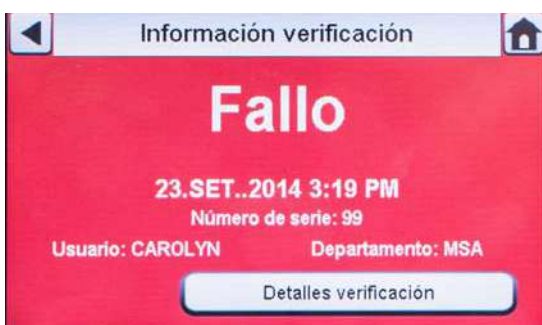 Información verificación
Fallo
23.SET..2014 3:19 PM
Número de serie: 99
Usuario: CAROLYN Departamento: MSA
Detalles verificación